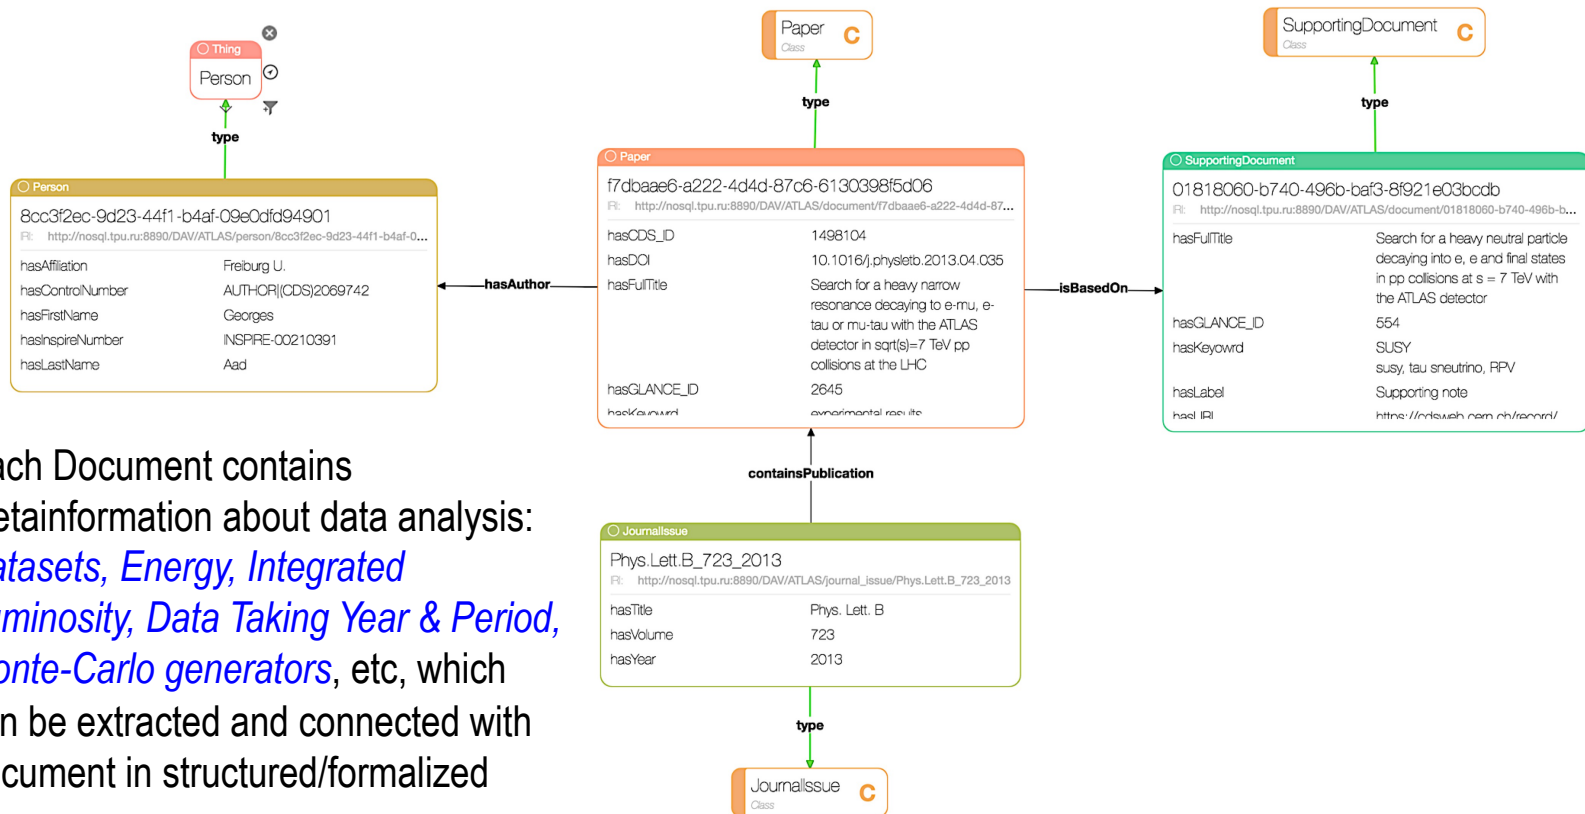 Thing
Person
type
Person
8cc3f2ec-9d23-44f1-b4af-09e0dfd94901
IRI: http://nosql.tpu.ru:8890/DAV/ATLAS/person/8cc3f2ec-9d23-44f1-b4af-0...
hasAffiliation Freiburg U.
hasControlNumber AUTHOR|(CDS)2069742
hasFirstName Georges
hasInspireNumber INSPIRE-00210391
hasLastName Aad
hasAuthor
Paper C
Class
type
Paper
f7dbaae6-a222-4d4d-87c6-6130398f5d06
IRI: http://nosql.tpu.ru:8890/DAV/ATLAS/document/f7dbaae6-a222-4d4d-87...
hasCDS_ID 1498104
hasDOI 10.1016/j.physletb.2013.04.035
hasFullTitle Search for a heavy narrow
resonance decaying to e-mu, e-
tau or mu-tau with the ATLAS
detector in sqrt(s)=7 TeV pp
collisions at the LHC
hasGLANCE_ID 2645
hasKeyowrd experimental results
isBasedOn
SupportingDocument C
Class
type
SupportingDocument
01818060-b740-496b-baf3-8f921e03bcdb
IRI: http://nosql.tpu.ru:8890/DAV/ATLAS/document/01818060-b740-496b-b...
hasFullTitle Search for a heavy neutral particle
decaying into e, e and final states
in pp collisions at s = 7 TeV with
the ATLAS detector
hasGLANCE_ID 554
hasKeyowrd SUSY
susy, tau sneutrino, RPV
hasLabel Supporting note
hasURI https://cdsweb.cern.ch/record/
containsPublication
JournalIssue
Phys.Lett.B_723_2013
IRI: http://nosql.tpu.ru:8890/DAV/ATLAS/journal_issue/Phys.Lett.B_723_2013
hasTitle Phys. Lett. B
hasVolume 723
hasYear 2013
type
JournalIssue C
Class
ach Document contains
etainformation about data analysis:
atasets, Energy, Integrated
uminosity, Data Taking Year & Period,
onte-Carlo generators, etc, which
n be extracted and connected with
cument in structured/formalized